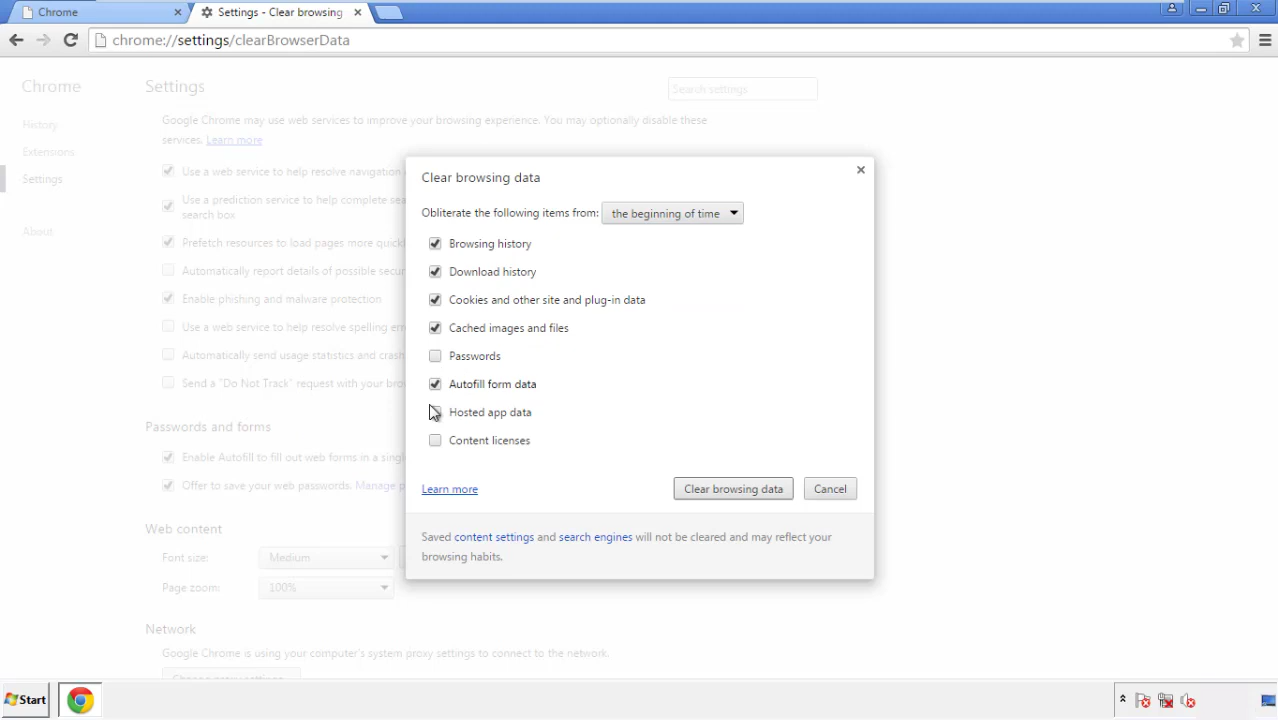 Chrome
Settings - Clear browsing
chrome://settings/clearBrowserData
Chrome
Settings
Search settings
Google Chrome may use web services to improve your browsing experience. You may optionally disable these
services. Learn more
History
Extensions
Settings
About
Use a web service to help resolve navigation
Use a prediction service to help complete sea
search box
Prefetch resources to load pages more quick
Automatically report details of possible secur
Enable phishing and malware protection
Use a web service to help resolve spelling err
Automatically send usage statistics and crash
Send a "Do Not Track" request with your brow
Passwords and forms
Enable Autofill to fill out web forms in a singl
Offer to save your web passwords. Manage p
Web content
Font size: Medium
Page zoom: 100%
Network
Google Chrome is using your computer's system proxy settings to connect to the network.
Change proxy settings...
Clear browsing data
Obliterate the following items from: the beginning of time
Browsing history
Download history
Cookies and other site and plug-in data
Cached images and files
Passwords
Autofill form data
Hosted app data
Content licenses
Learn more
Clear browsing data
Cancel
Saved content settings and search engines will not be cleared and may reflect your
browsing habits.
Start